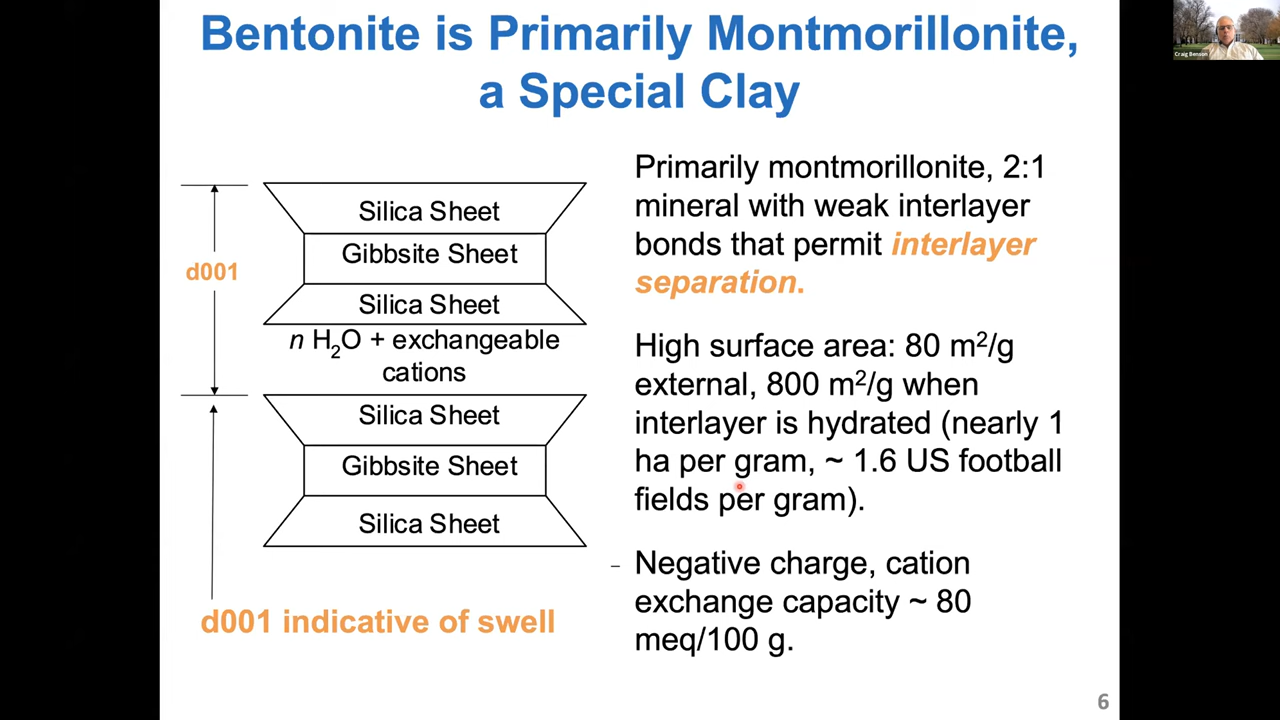 Bentonite is Primarily Montmorillonite,
a Special Clay
Craig Benson
Silica Sheet
Gibbsite Sheet
d001
Silica Sheet
n H₂O + exchangeable
cations
Silica Sheet
Gibbsite Sheet
Silica Sheet
d001 indicative of swell
Primarily montmorillonite, 2:1
mineral with weak interlayer
bonds that permit interlayer
separation.
High surface area: 80 m²/g
external, 800 m²/g when
interlayer is hydrated (nearly 1
ha per gram, ~ 1.6 US football
fields per gram).
– Negative charge, cation
exchange capacity ~ 80
meq/100 g.
6